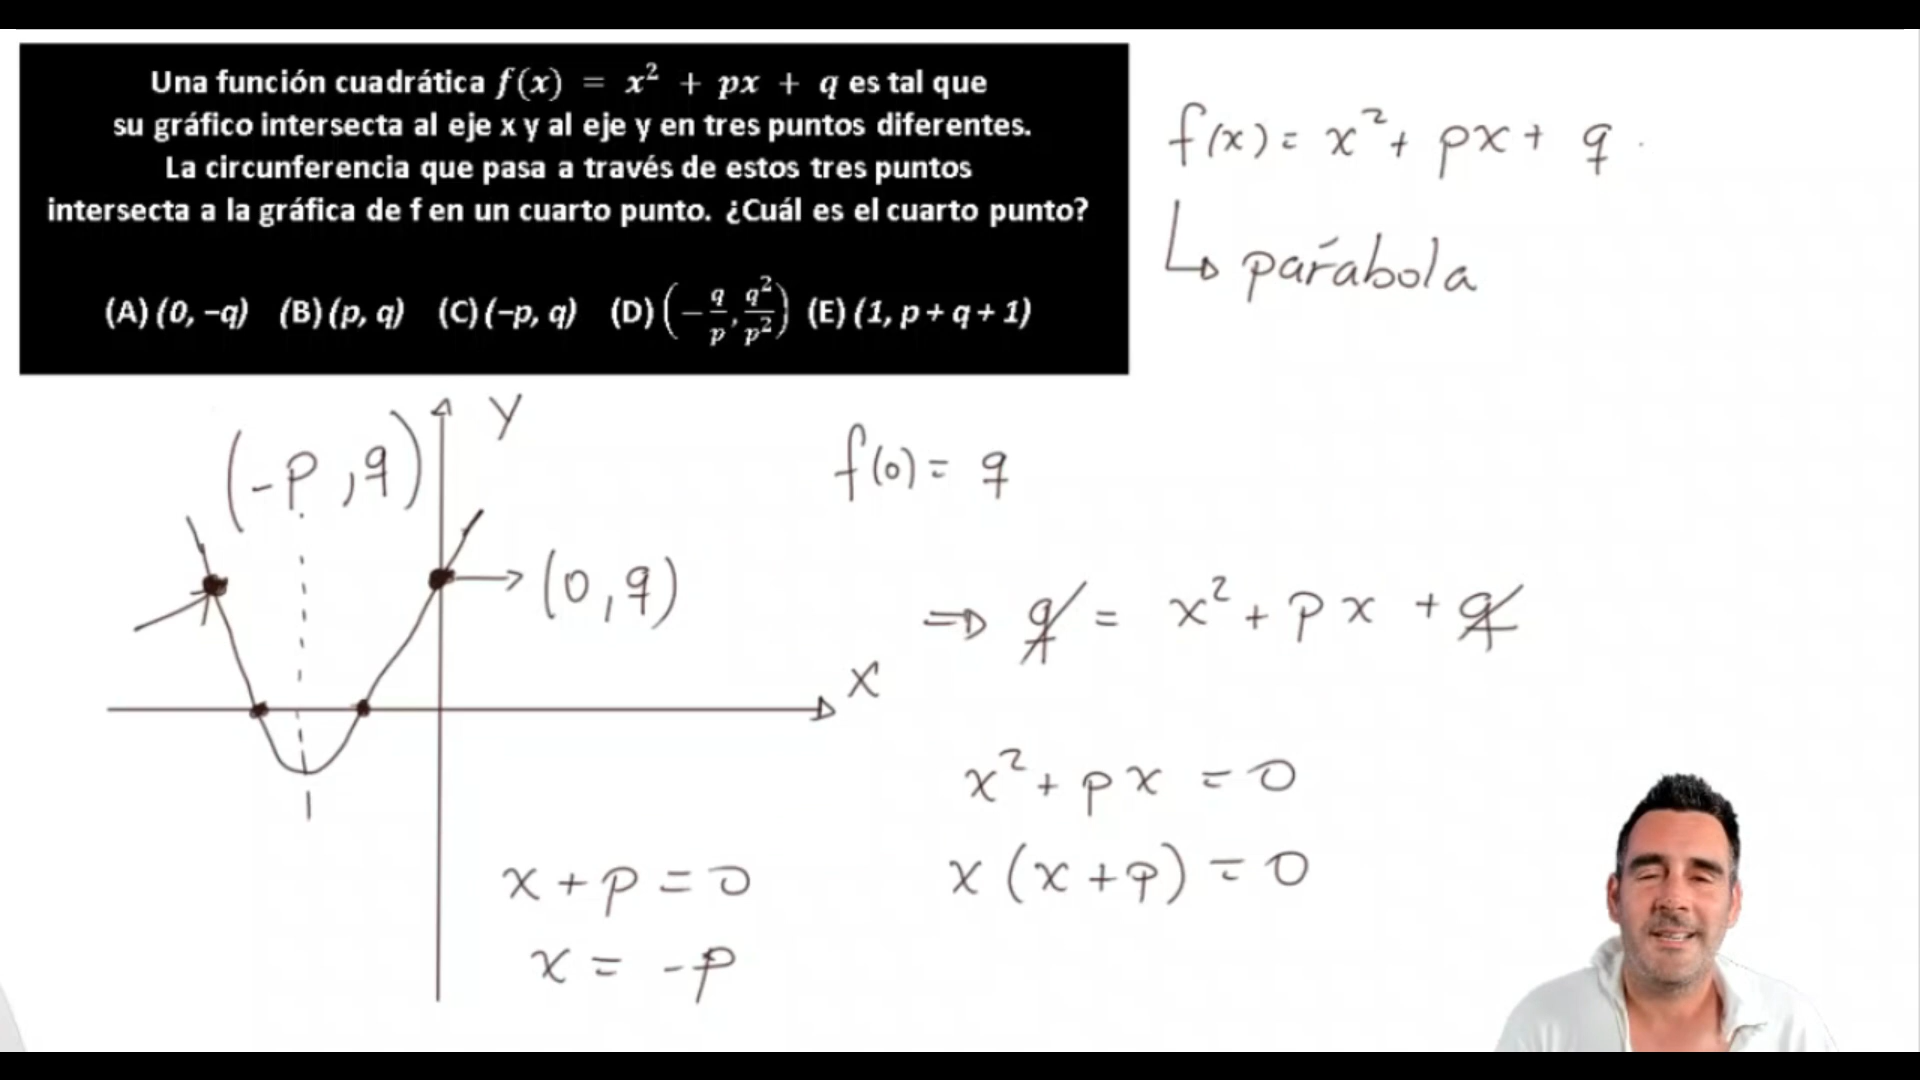 Una función cuadrática f(x) = x² + px + q es tal que
su gráfico intersecta al eje x y al eje y en tres puntos diferentes.
La circunferencia que pasa a través de estos tres puntos
intersecta a la gráfica de f en un cuarto punto. ¿Cuál es el cuarto punto?
(A) (0, −q) (B) (p, q) (C) (−p, q) (D) (−q/p, q²/p²) (E) (1, p + q + 1)
f(x) = x² + px + q
↳ parábola
(-p, q)
y
f(0) = q
→ (0, q)
⇒ q = x² + px + q
x
x² + px = 0
x (x + p) = 0
x + p = 0
x = -p